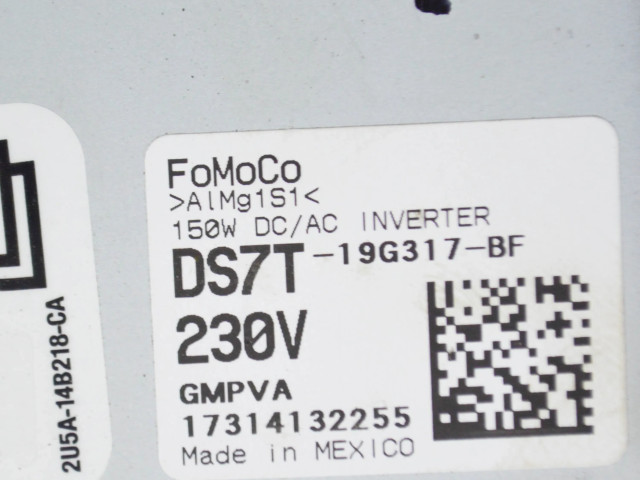 FoMoCo
>AlMg1S1<
150W DC/AC INVERTER
DS7T-19G317-BF
230V
GMPVA
17314132255
Made in MEXICO
2U5A-14B218-CA